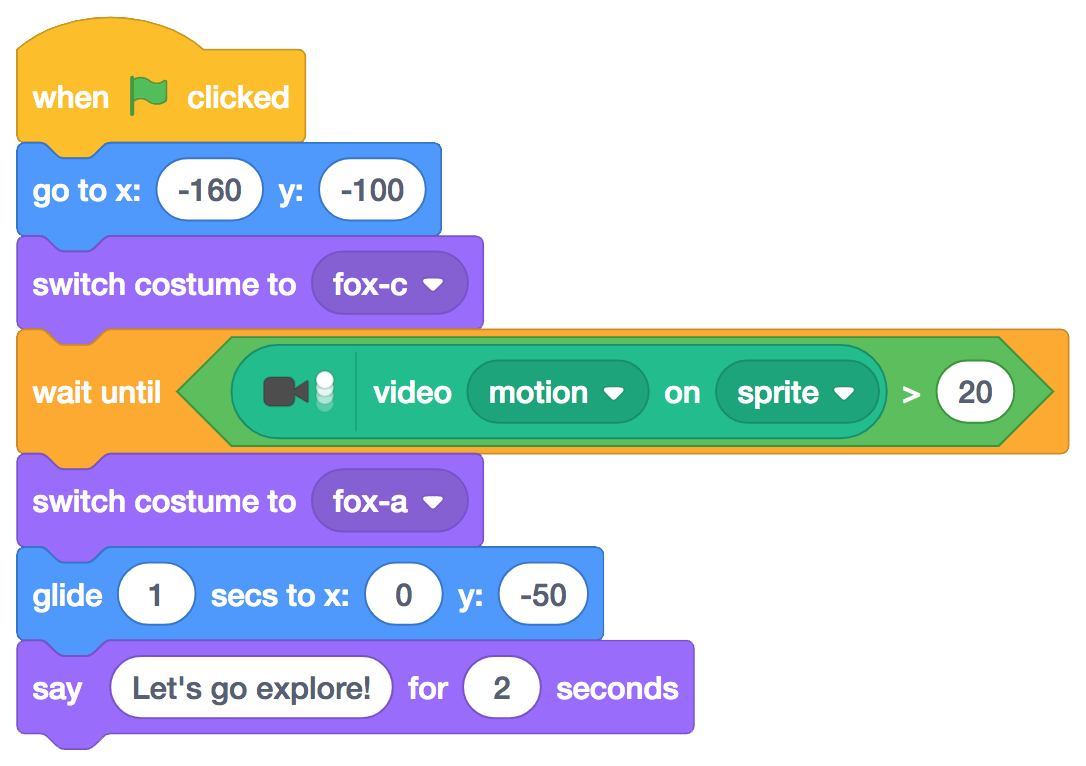 when clicked
go to x: -160 y: -100
switch costume to fox-c
wait until video motion on sprite > 20
switch costume to fox-a
glide 1 secs to x: 0 y: -50
say Let's go explore! for 2 seconds